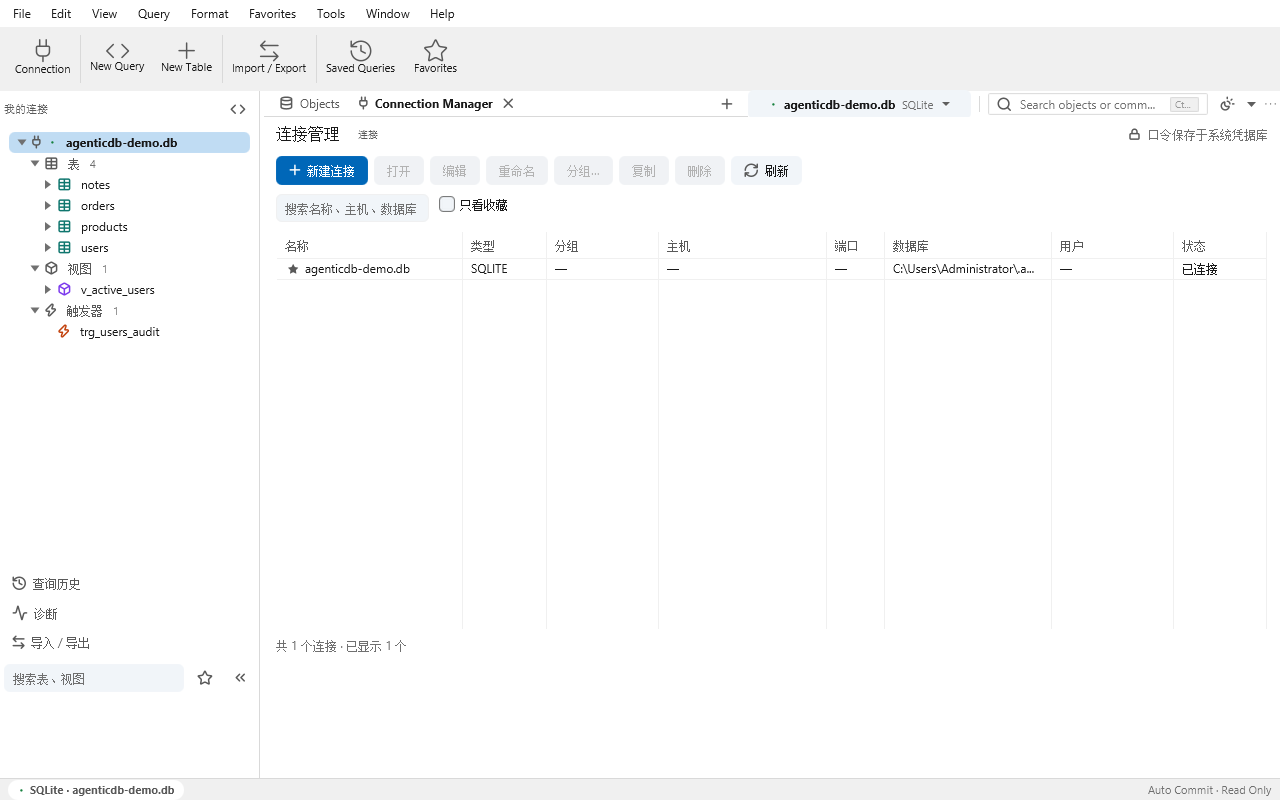 File Edit View Query Format Favorites Tools Window Help
Connection New Query New Table Import / Export Saved Queries Favorites
我的连接
agenticdb-demo.db
表 4
notes
orders
products
users
视图 1
v_active_users
触发器 1
trg_users_audit
查询历史
诊断
导入 / 导出
搜索表、视图
Objects Connection Manager
agenticdb-demo.db SQLite
Search objects or comm... Ct...
连接管理 连接
口令保存于系统凭据库
新建连接 打开 编辑 重命名 分组... 复制 删除 刷新
搜索名称、主机、数据库 只看收藏
名称 类型 分组 主机 端口 数据库 用户 状态
agenticdb-demo.db SQLITE — — — C:\Users\Administrator\.a... — 已连接
共 1 个连接 · 已显示 1 个
SQLite · agenticdb-demo.db
Auto Commit · Read Only